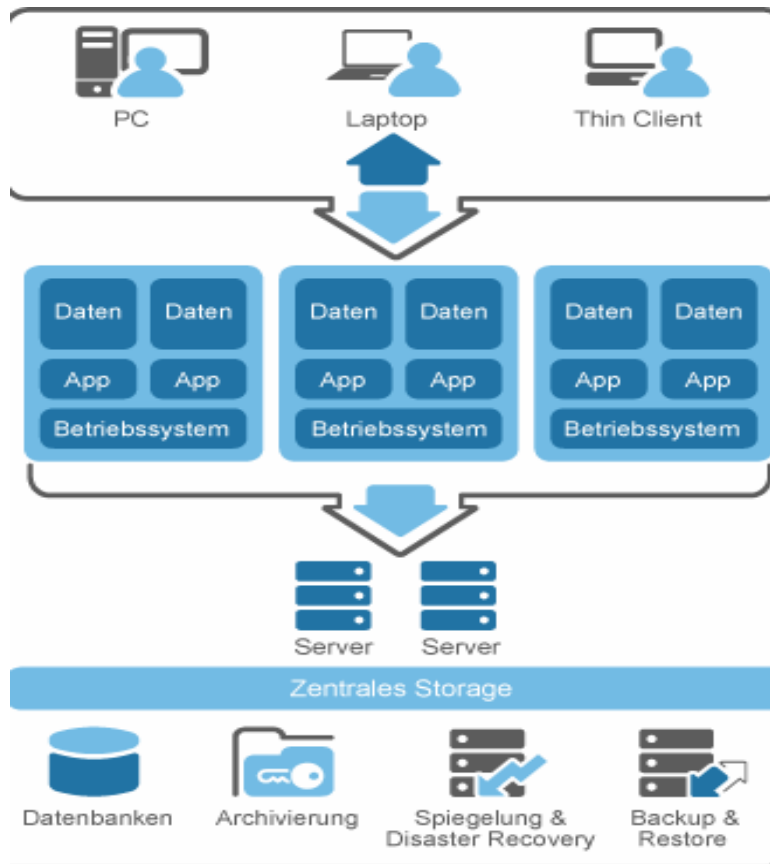 PC Laptop Thin Client
Daten Daten Daten Daten Daten Daten
App App App App App App
Betriebssystem Betriebssystem Betriebssystem
Server Server
Zentrales Storage
Datenbanken Archivierung Spiegelung & Backup &
Disaster Recovery Restore